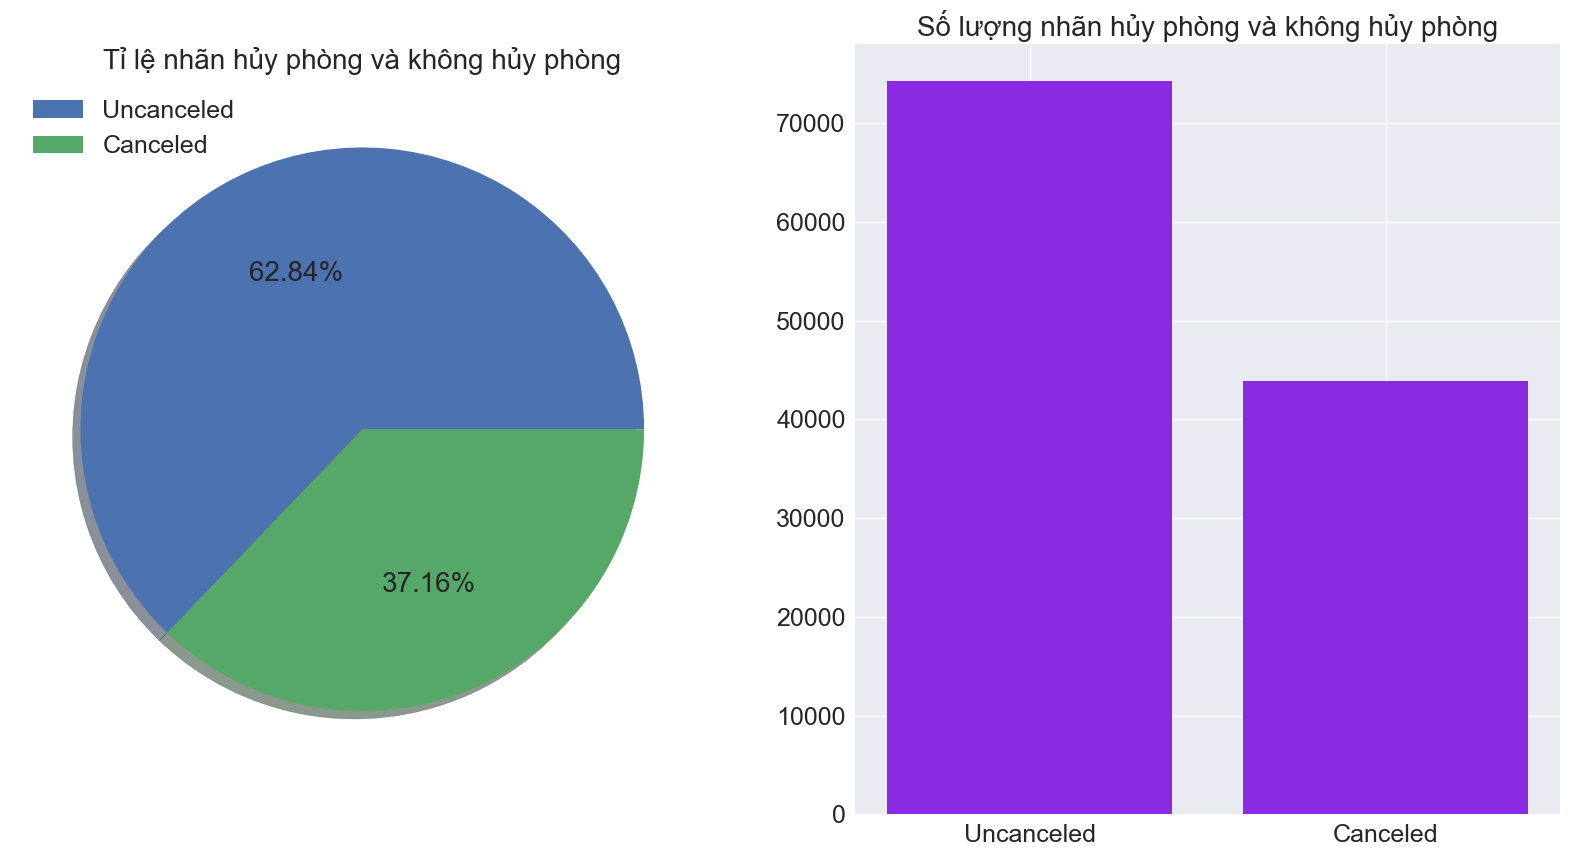 Tỉ lệ nhãn hủy phòng và không hủy phòng
Uncanceled
Canceled
62.84%
37.16%
Số lượng nhãn hủy phòng và không hủy phòng
70000
60000
50000
40000
30000
20000
10000
0
Uncanceled
Canceled